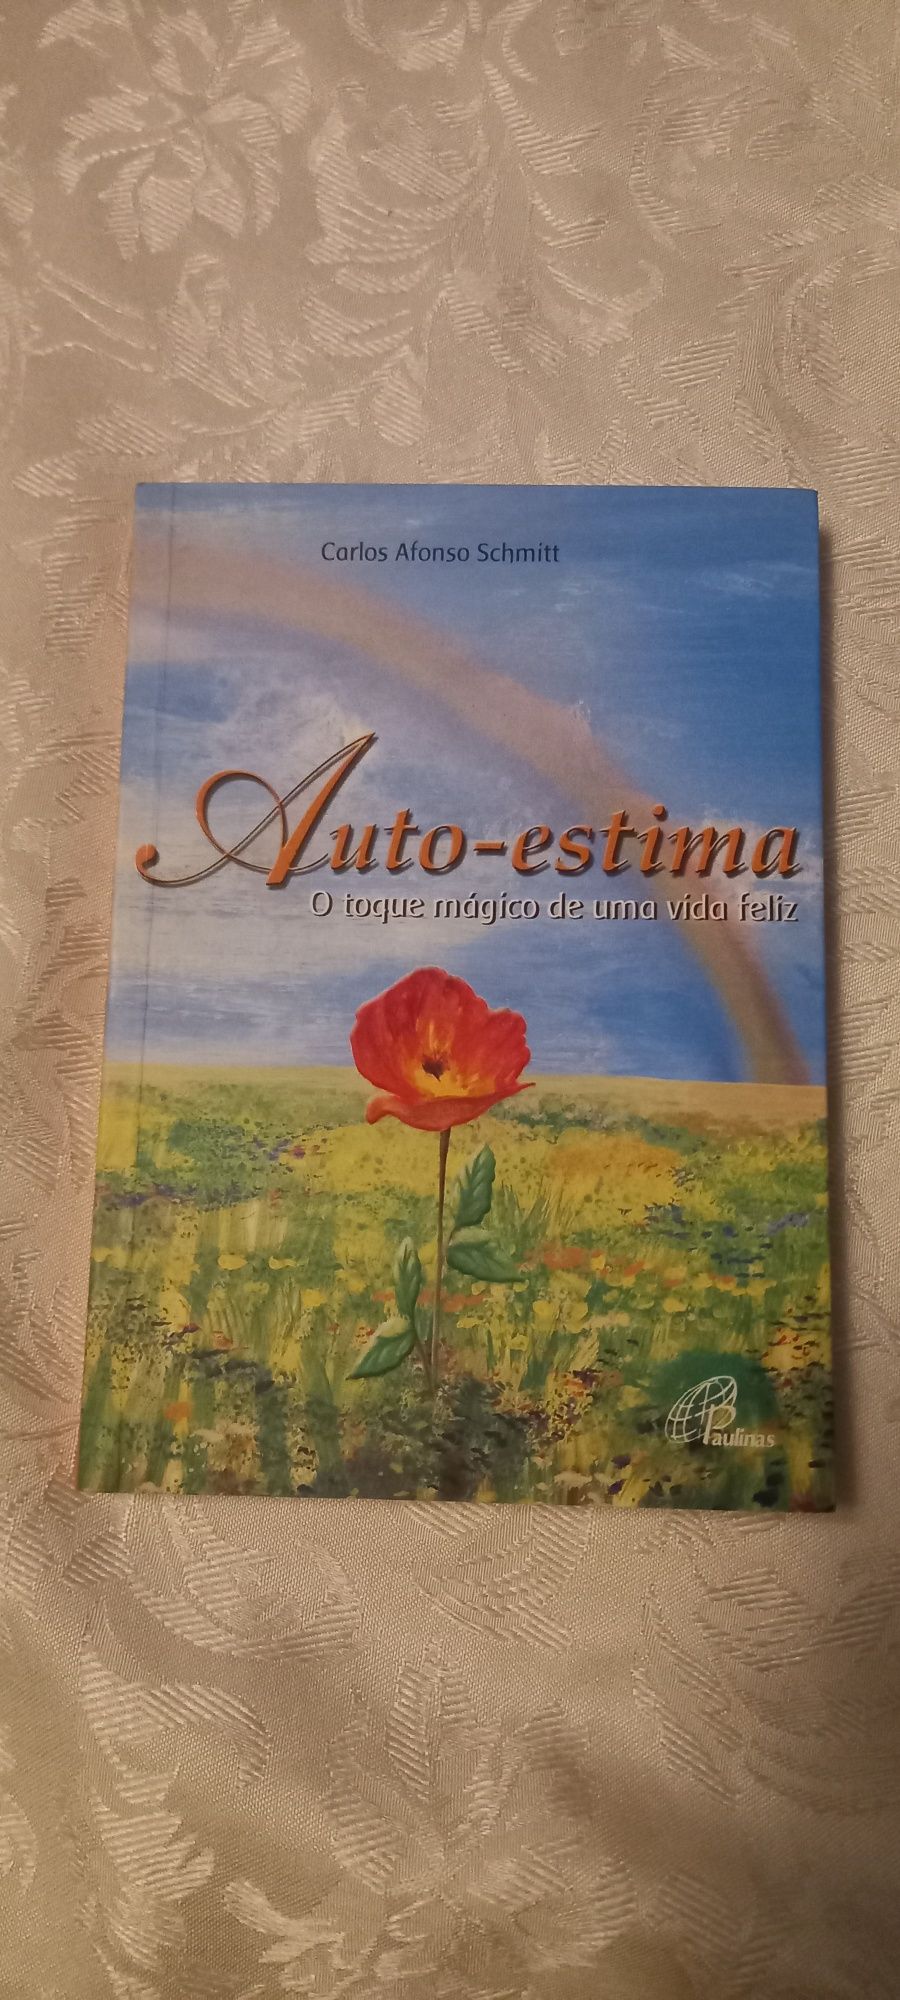 Carlos Afonso Schmitt
Auto-estima
O toque mágico de uma vida feliz
Paulinas